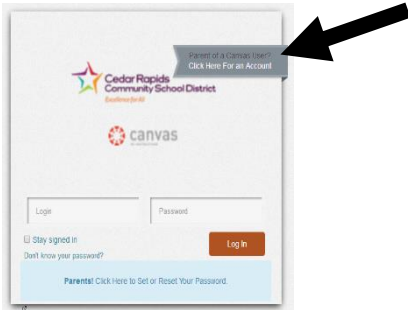 Parent of a Canvas User?
Click Here For an Account
Cedar Rapids
Community School District
Excellence for All
canvas
Login
Password
Stay signed in
Log In
Don't know your password?
Parents! Click Here to Set or Reset Your Password.